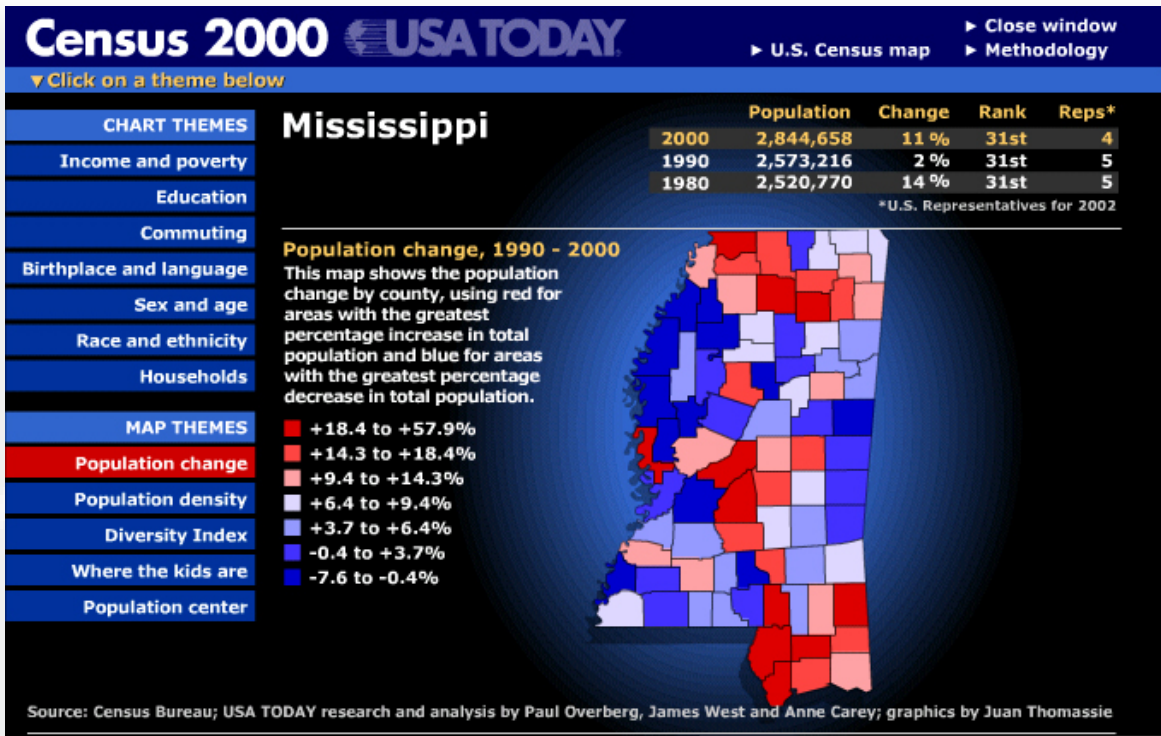 Census 2000 USA TODAY
► U.S. Census map
► Close window
► Methodology
▼Click on a theme below
CHART THEMES
Income and poverty
Education
Commuting
Birthplace and language
Sex and age
Race and ethnicity
Households
MAP THEMES
Population change
Population density
Diversity Index
Where the kids are
Population center
Mississippi
Population Change Rank Reps*
2000 2,844,658 11 % 31st 4
1990 2,573,216 2 % 31st 5
1980 2,520,770 14 % 31st 5
*U.S. Representatives for 2002
Population change, 1990 - 2000
This map shows the population
change by county, using red for
areas with the greatest
percentage increase in total
population and blue for areas
with the greatest percentage
decrease in total population.
+18.4 to +57.9%
+14.3 to +18.4%
+9.4 to +14.3%
+6.4 to +9.4%
+3.7 to +6.4%
-0.4 to +3.7%
-7.6 to -0.4%
Source: Census Bureau; USA TODAY research and analysis by Paul Overberg, James West and Anne Carey; graphics by Juan Thomassie